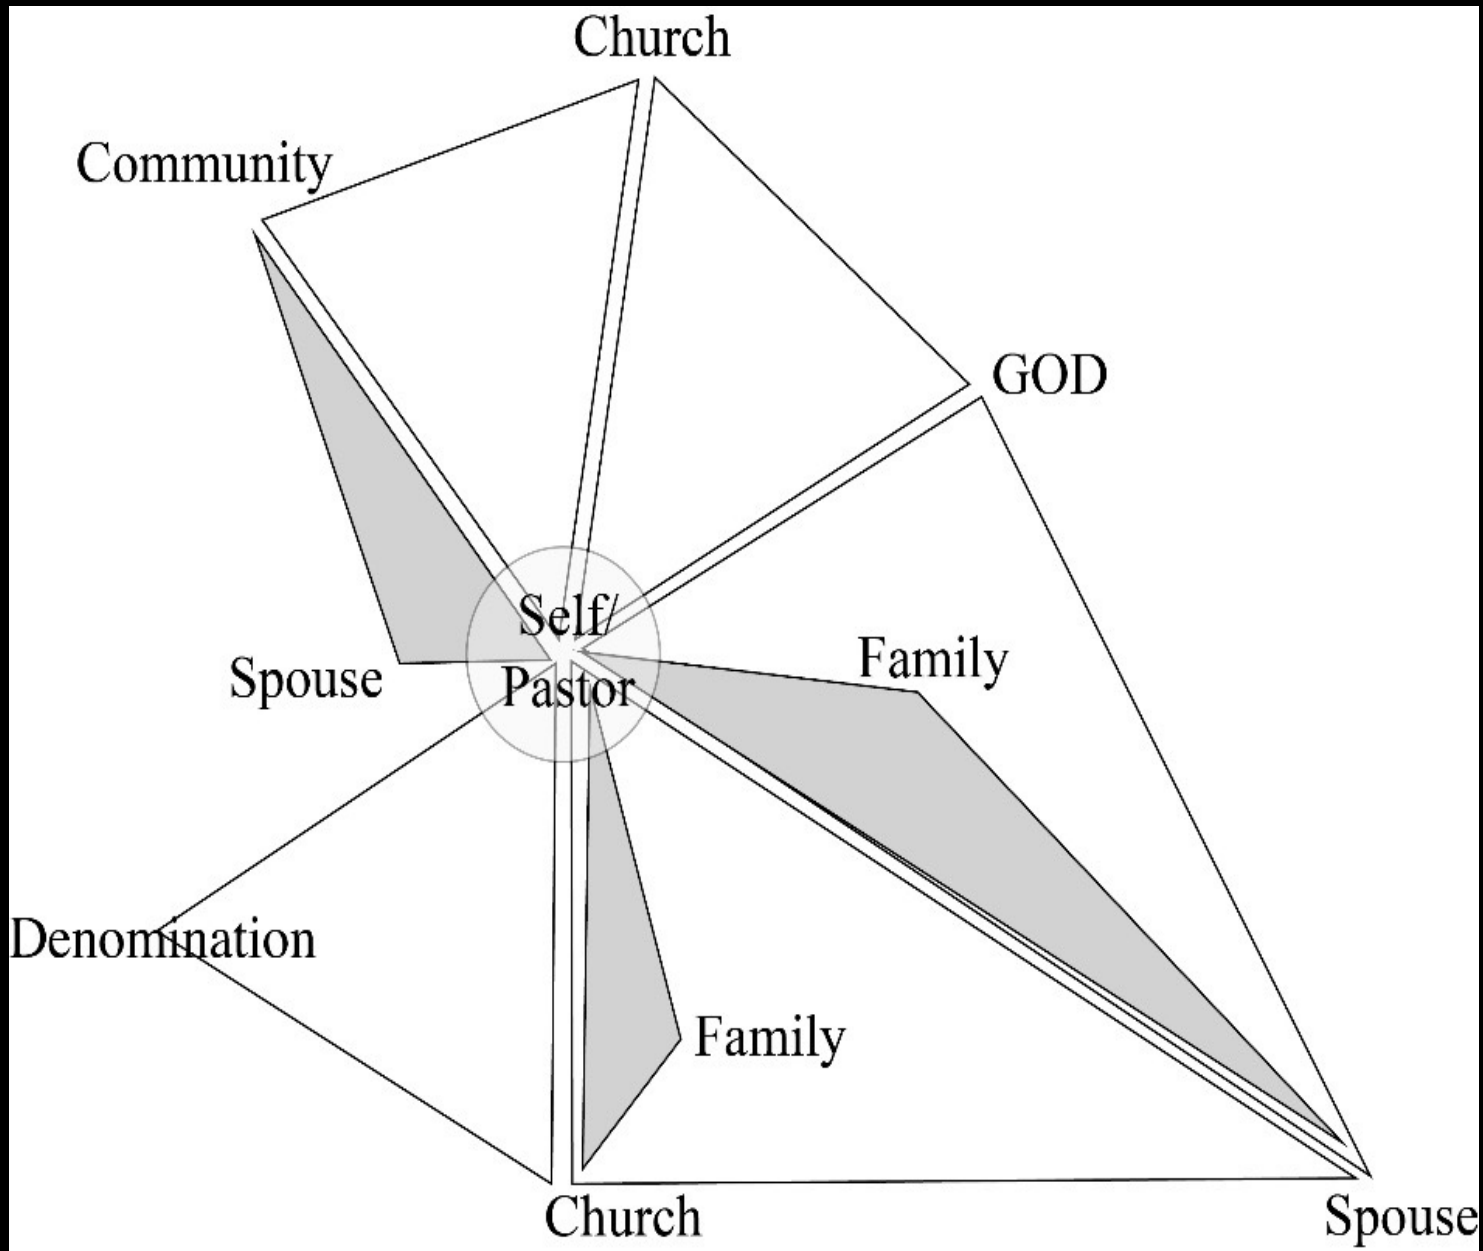 Church
Community
GOD
Self/
Pastor
Family
Spouse
Denomination
Family
Church
Spouse